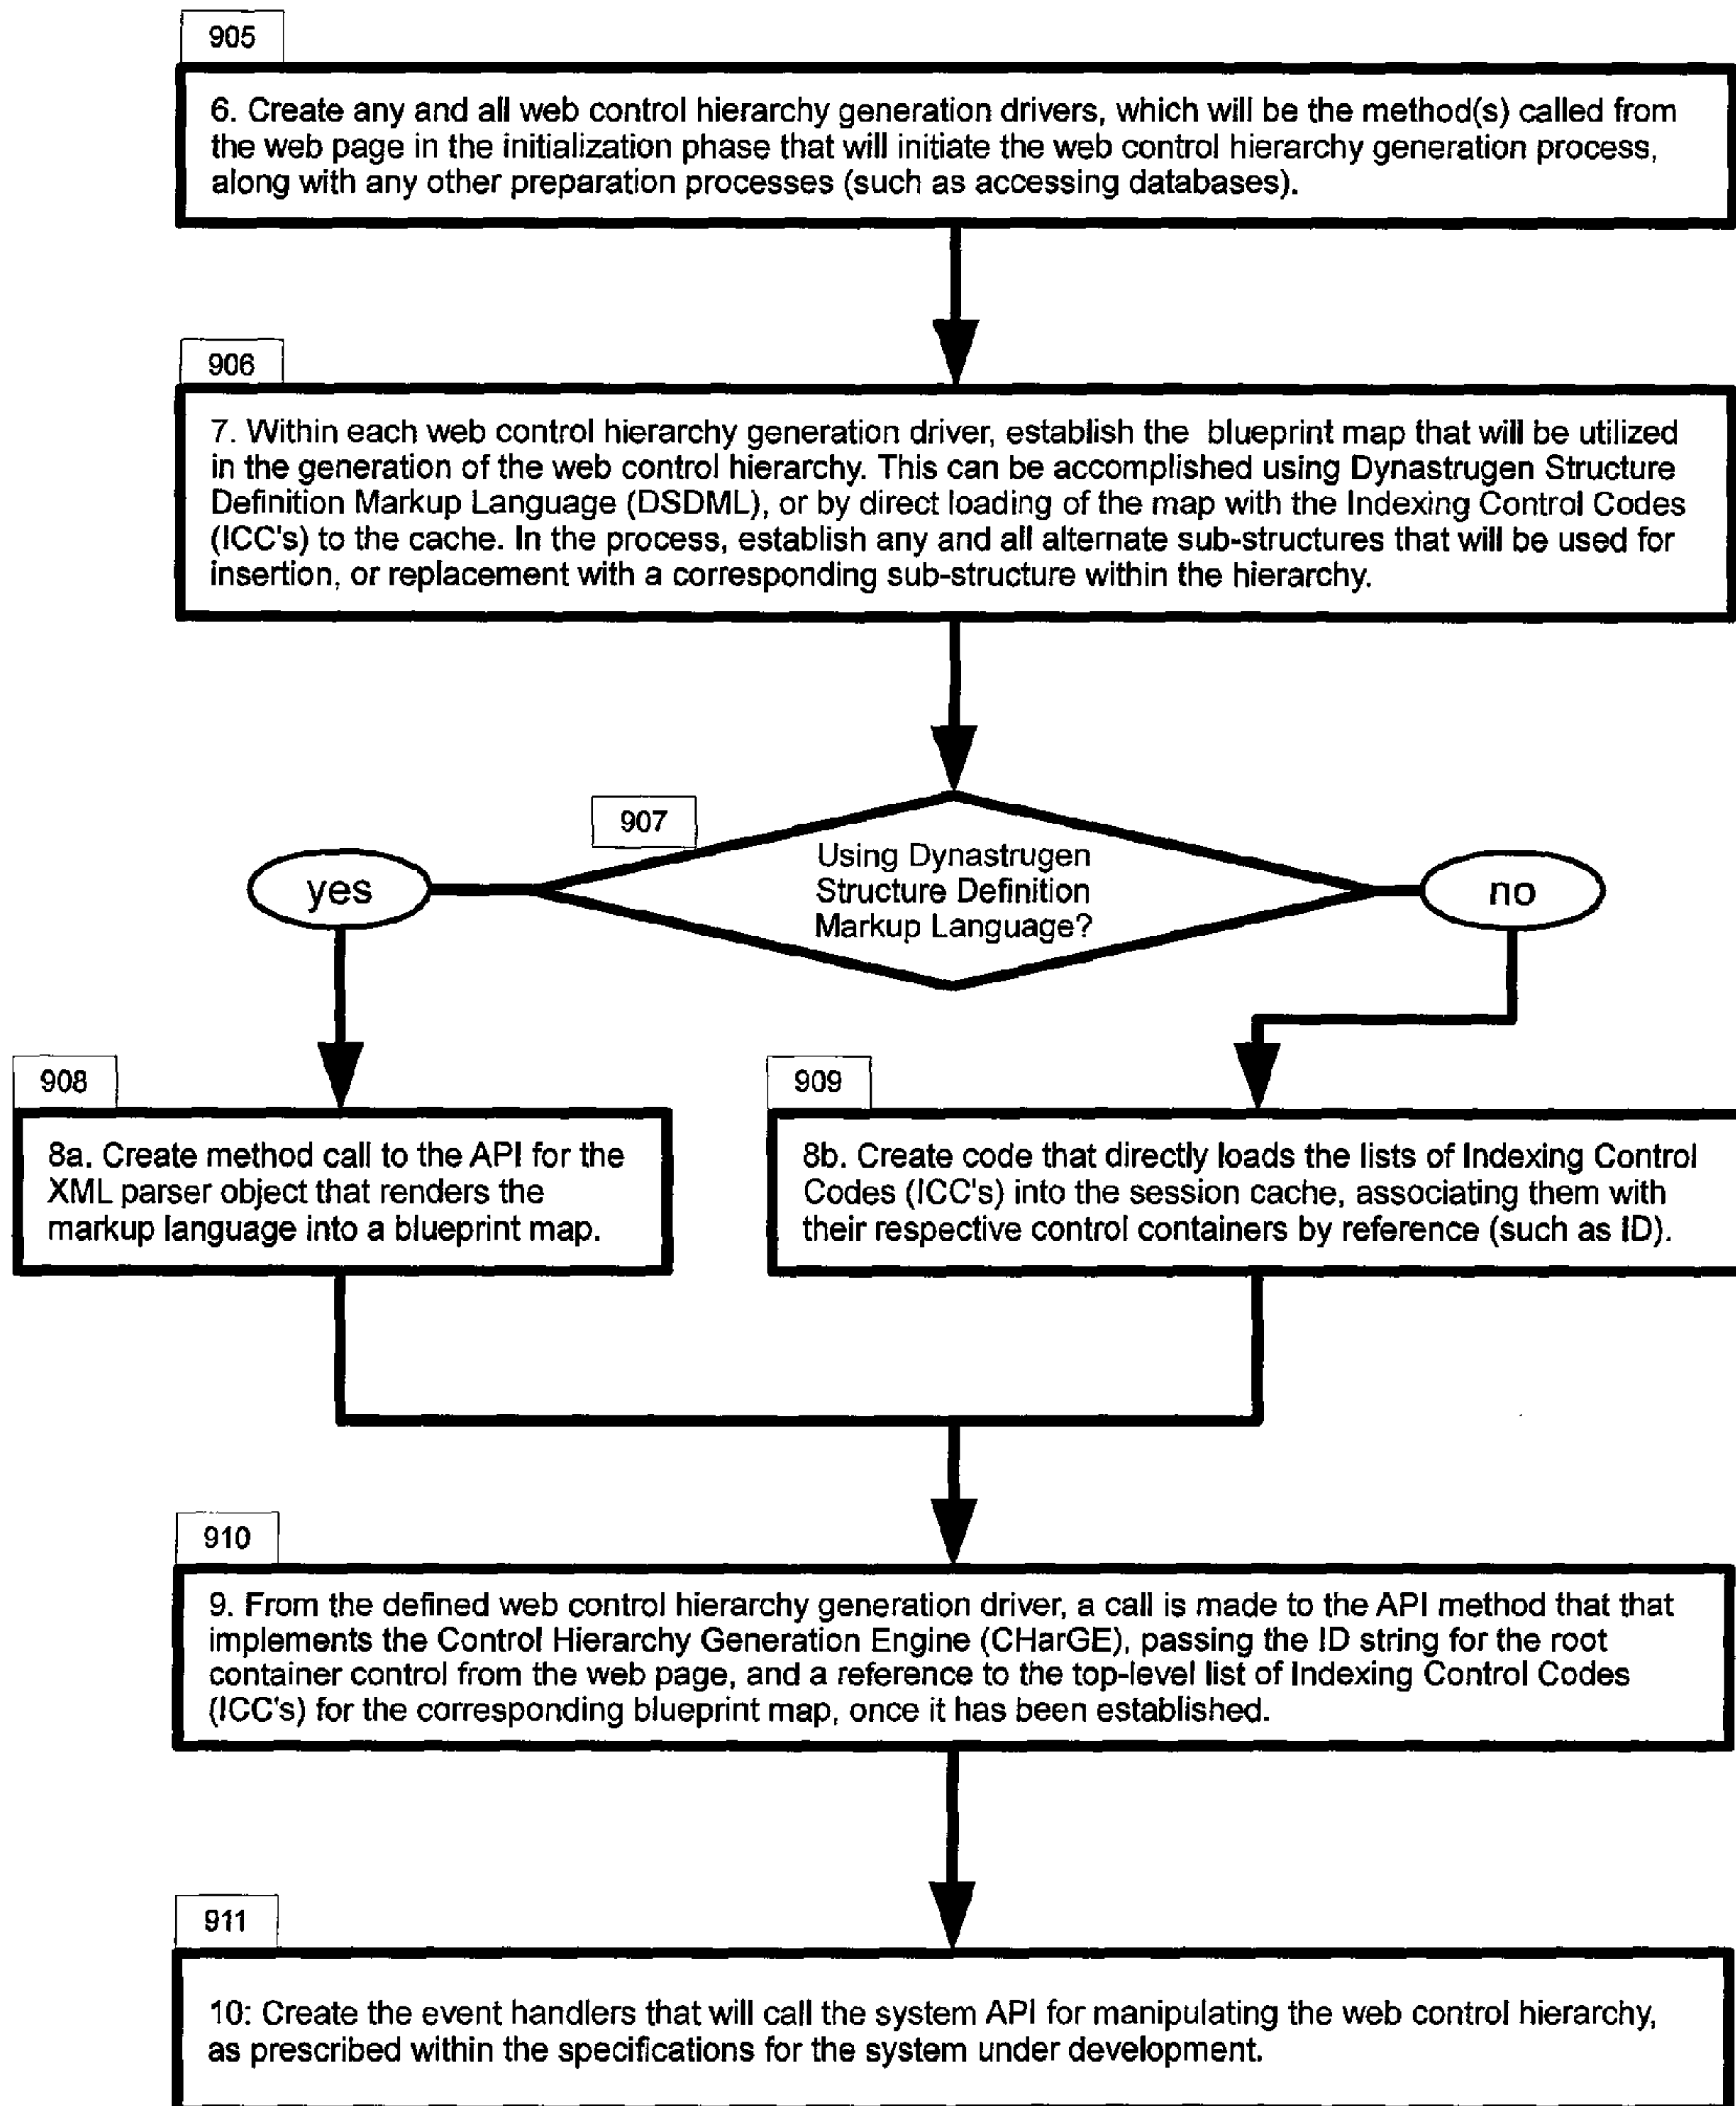 905
6. Create any and all web control hierarchy generation drivers, which will be the method(s) called from
the web page in the initialization phase that will initiate the web control hierarchy generation process,
along with any other preparation processes (such as accessing databases).
906
7. Within each web control hierarchy generation driver, establish the blueprint map that will be utilized
in the generation of the web control hierarchy. This can be accomplished using Dynastrugen Structure
Definition Markup Language (DSDML), or by direct loading of the map with the Indexing Control Codes
(ICC's) to the cache. In the process, establish any and all alternate sub-structures that will be used for
insertion, or replacement with a corresponding sub-structure within the hierarchy.
907
Using Dynastrugen
Structure Definition
Markup Language?
yes
no
908
8a. Create method call to the API for the
XML parser object that renders the
markup language into a blueprint map.
909
8b. Create code that directly loads the lists of Indexing Control
Codes (ICC's) into the session cache, associating them with
their respective control containers by reference (such as ID).
910
9. From the defined web control hierarchy generation driver, a call is made to the API method that that
implements the Control Hierarchy Generation Engine (CHarGE), passing the ID string for the root
container control from the web page, and a reference to the top-level list of Indexing Control Codes
(ICC's) for the corresponding blueprint map, once it has been established.
911
10: Create the event handlers that will call the system API for manipulating the web control hierarchy,
as prescribed within the specifications for the system under development.